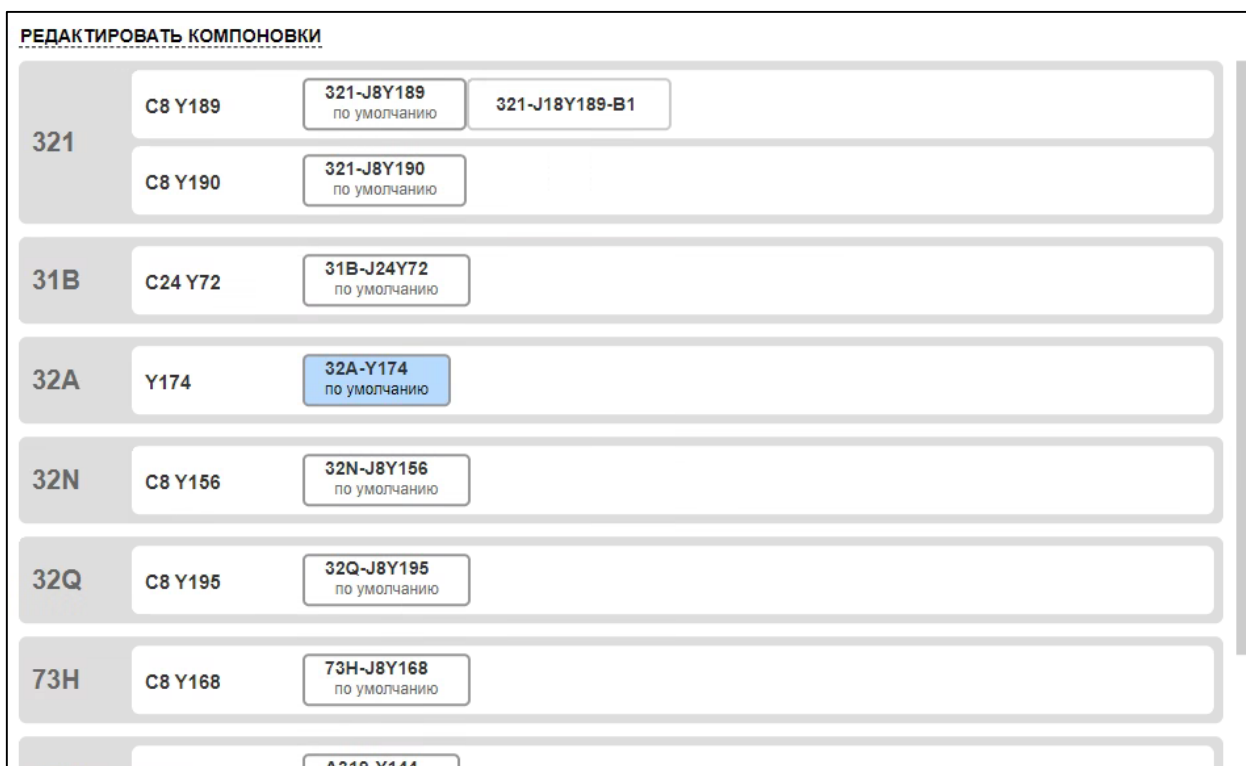 РЕДАКТИРОВАТЬ КОМПОНОВКИ
321
C8 Y189
321-J8Y189
по умолчанию
321-J18Y189-B1
C8 Y190
321-J8Y190
по умолчанию
31B
C24 Y72
31B-J24Y72
по умолчанию
32A
Y174
32A-Y174
по умолчанию
32N
C8 Y156
32N-J8Y156
по умолчанию
32Q
C8 Y195
32Q-J8Y195
по умолчанию
73H
C8 Y168
73H-J8Y168
по умолчанию